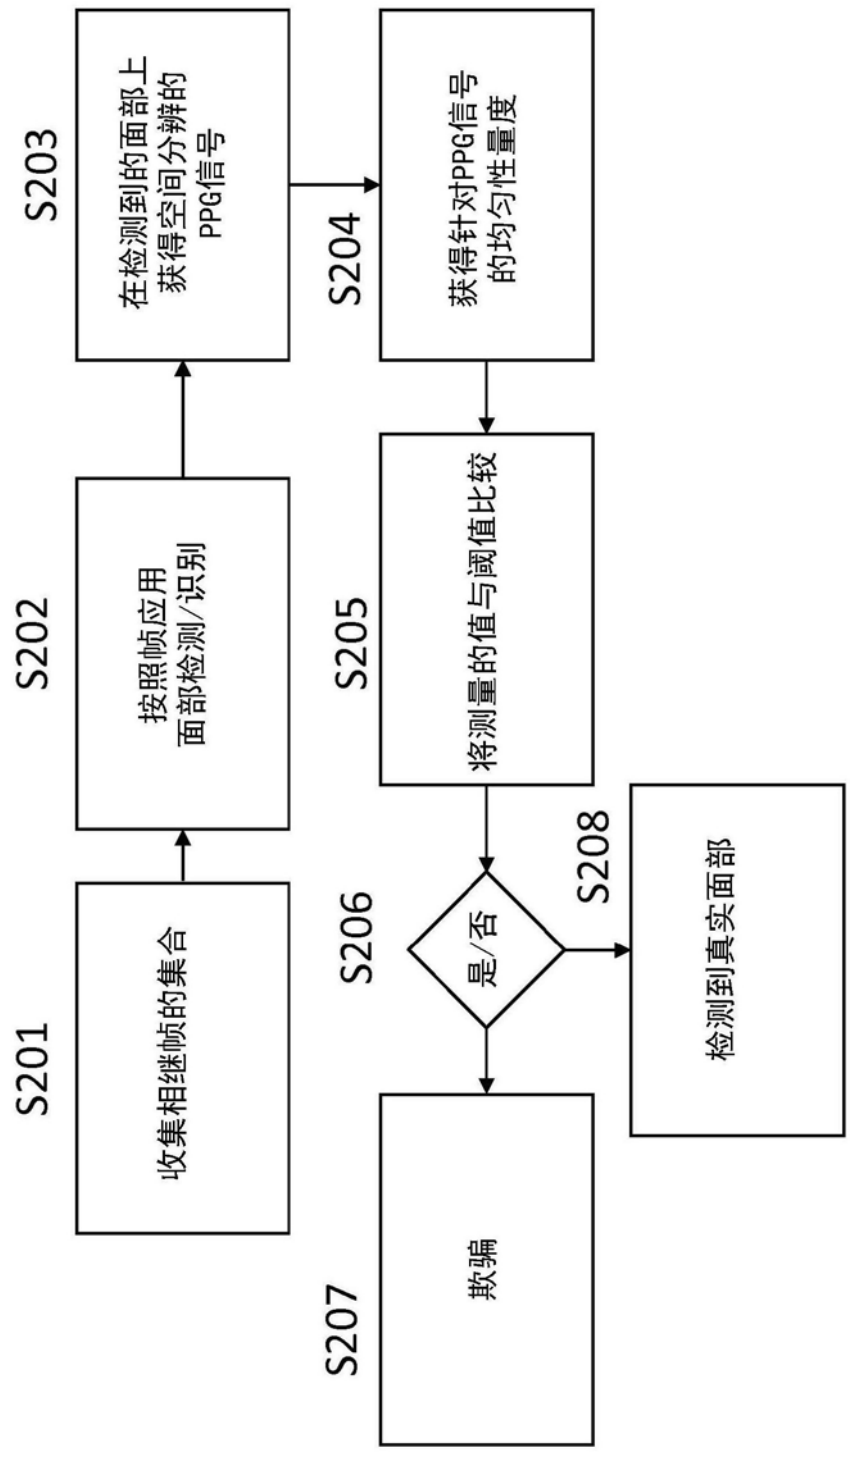 S201
收集相继帧的集合
S202
按照帧应用
面部检测/识别
S203
在检测到的面部上
获得空间分辨的
PPG信号
S204
获得针对PPG信号
的均匀性量度
S205
将测量的值与阈值比较
S206
是/否
S207
欺骗
S208
检测到真实面部